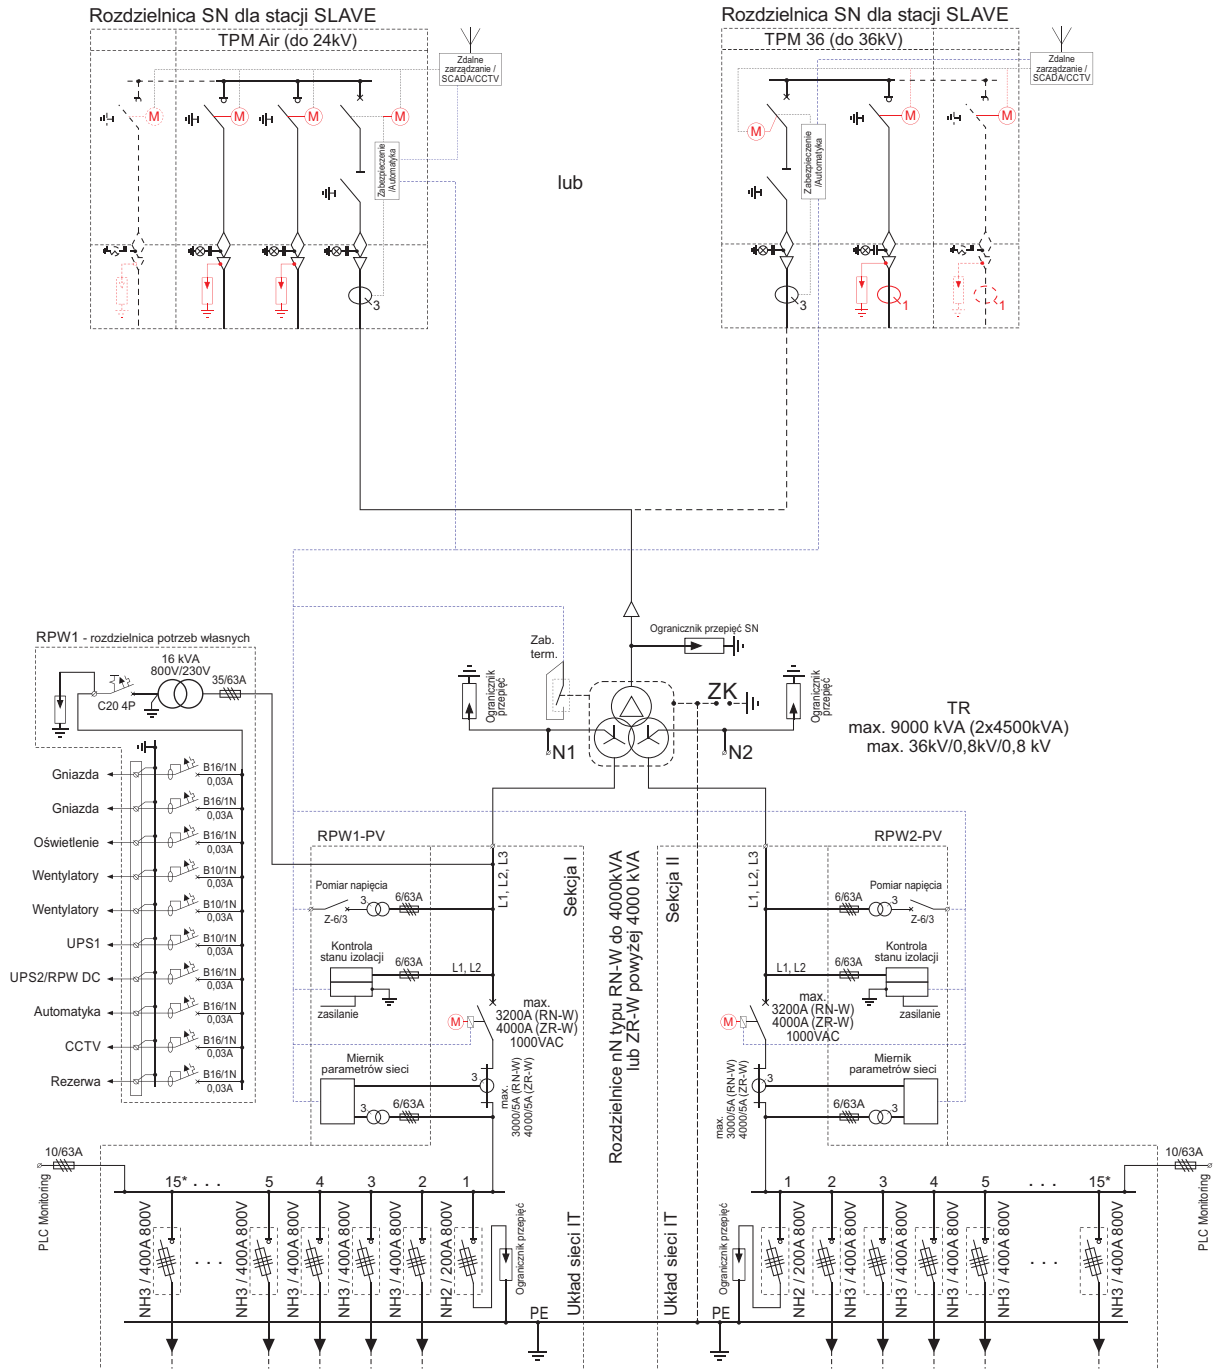 Rozdzielnica SN dla stacji SLAVE
TPM Air (do 24kV)
Zdalne
zarządzanie /
SCADA/CCTV
M
M
M
M
Zabezpieczenie
/Automatyka
3
lub
Rozdzielnica SN dla stacji SLAVE
TPM 36 (do 36kV)
Zdalne
zarządzanie /
SCADA/CCTV
M
M
M
Zabezpieczenie
/Automatyka
3
1
1
RPW1 - rozdzielnica potrzeb własnych
16 kVA
800V/230V
35/63A
C20 4P
Gniazda
B16/1N
0,03A
Gniazda
B16/1N
0,03A
Oświetlenie
B16/1N
0,03A
Wentylatory
B10/1N
0,03A
Wentylatory
B10/1N
0,03A
UPS1
B10/1N
0,03A
UPS2/RPW DC
B16/1N
0,03A
Automatyka
B16/1N
0,03A
CCTV
B16/1N
0,03A
Rezerwa
B16/1N
0,03A
Zab.
term.
Ogranicznik przepięć SN
Ogranicznik
przepięć
ZK
Ogranicznik
przepięć
N1
N2
TR
max. 9000 kVA (2x4500kVA)
max. 36kV/0,8kV/0,8 kV
RPW1-PV
Pomiar napięcia
3
6/63A
Z-6/3
Kontrola
stanu izolacji
6/63A
L1, L2
zasilanie
L1, L2, L3
Sekcja I
M
max.
3200A (RN-W)
4000A (ZR-W)
1000VAC
Miernik
parametrów sieci
3
3
6/63A
max.
3000/5A (RN-W)
4000/5A (ZR-W)
Rozdzielnice nN typu RN-W do 4000kVA
lub ZR-W powyżej 4000 kVA
RPW2-PV
Sekcja II
L1, L2, L3
Pomiar napięcia
6/63A
3
Z-6/3
Kontrola
stanu izolacji
L1, L2
6/63A
zasilanie
M
max.
3200A (RN-W)
4000A (ZR-W)
1000VAC
Miernik
parametrów sieci
3
6/63A
3
max.
3000/5A (RN-W)
4000/5A (ZR-W)
10/63A
PLC Monitoring
15* . . . 5 4 3 2 1
NH3 / 400A 800V
. . .
NH3 / 400A 800V
NH3 / 400A 800V
NH3 / 400A 800V
NH3 / 400A 800V
NH2 / 200A 800V
Ogranicznik przepięć
Układ sieci IT
PE
Układ sieci IT
PE
Ogranicznik przepięć
1 2 3 4 5 . . . 15*
NH2 / 200A 800V
NH3 / 400A 800V
NH3 / 400A 800V
NH3 / 400A 800V
NH3 / 400A 800V
. . .
NH3 / 400A 800V
10/63A
PLC Monitoring